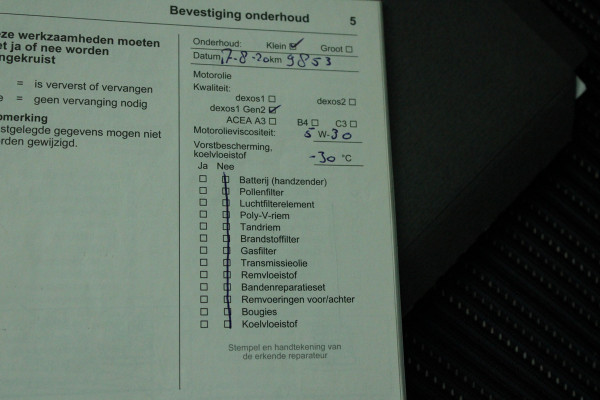 Bevestiging onderhoud 5
ze werkzaamheden moeten
et ja of nee worden
ngekruist
= is ververst of vervangen
e = geen vervanging nodig
pmerking
stgelegde gegevens mogen niet
rden gewijzigd.
Onderhoud: Klein Groot
Datum 17-8-20 km 9853
Motorolie
Kwaliteit:
dexos1 dexos2
dexos1 Gen2
ACEA A3 B4 C3
Motorolieviscositeit: 5 W-30
Vorstbescherming,
koelvloeistof -30 °C
Ja Nee
Batterij (handzender)
Pollenfilter
Luchtfilterelement
Poly-V-riem
Tandriem
Brandstoffilter
Gasfilter
Transmissieolie
Remvloeistof
Bandenreparatieset
Remvoeringen voor/achter
Bougies
Koelvloeistof
Stempel en handtekening van
de erkende reparateur